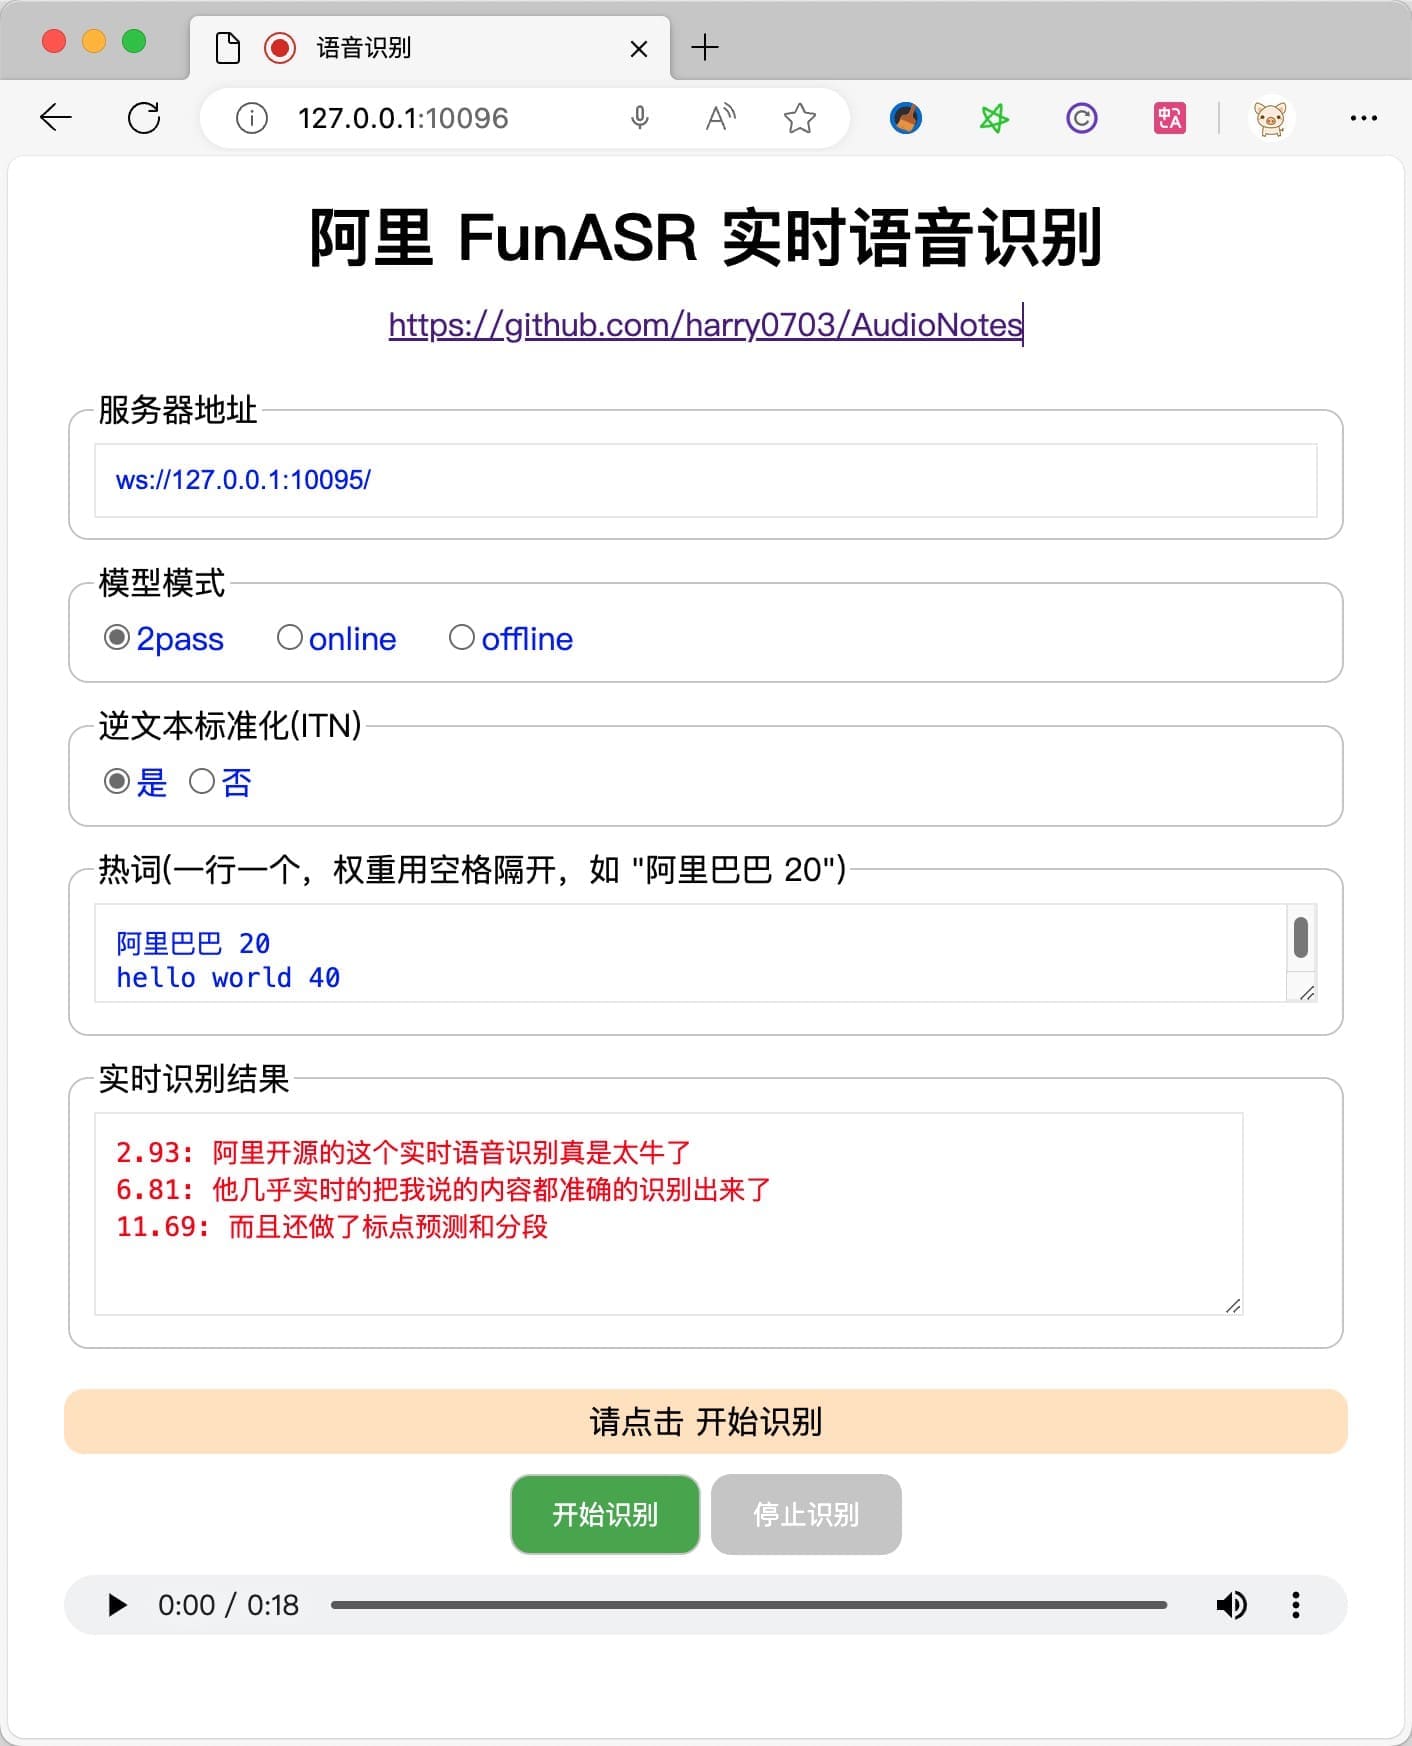 语音识别
127.0.0.1:10096
阿里 FunASR 实时语音识别
https://github.com/harry0703/AudioNotes
服务器地址
ws://127.0.0.1:10095/
模型模式
2pass online offline
逆文本标准化(ITN)
是 否
热词(一行一个，权重用空格隔开，如 "阿里巴巴 20")
阿里巴巴 20
hello world 40
实时识别结果
2.93: 阿里开源的这个实时语音识别真是太牛了
6.81: 他几乎实时的把我说的内容都准确的识别出来了
11.69: 而且还做了标点预测和分段
请点击 开始识别
开始识别 停止识别
0:00 / 0:18